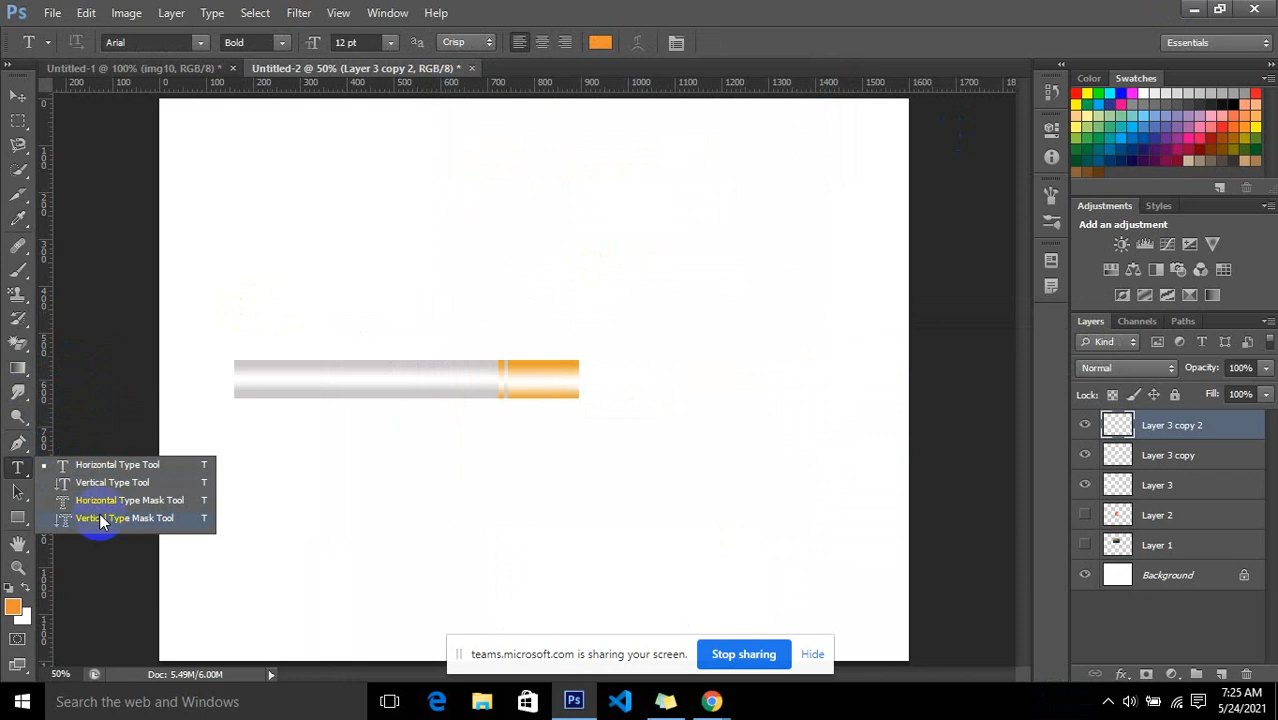 Ps File Edit Image Layer Type Select Filter View Window Help
T Arial Bold 12 pt Crisp Essentials
Untitled-1 @ 100% (img10, RGB/8) * × Untitled-2 @ 50% (Layer 3 copy 2, RGB/8) * ×
200 100 0 100 200 300 400 500 600 700 800 900 1000 1100 1200 1300 1400 1500 1600 1700
Color Swatches
Adjustments Styles
Add an adjustment
Layers Channels Paths
Kind
Normal Opacity: 100%
Lock: Fill: 100%
Layer 3 copy 2
Layer 3 copy
Layer 3
Layer 2
Layer 1
Background
Horizontal Type Tool T
Vertical Type Tool T
Horizontal Type Mask Tool T
Vertical Type Mask Tool T
teams.microsoft.com is sharing your screen. Stop sharing Hide
50% Doc: 5.49M/6.00M
Search the web and Windows
7:25 AM
5/24/2021